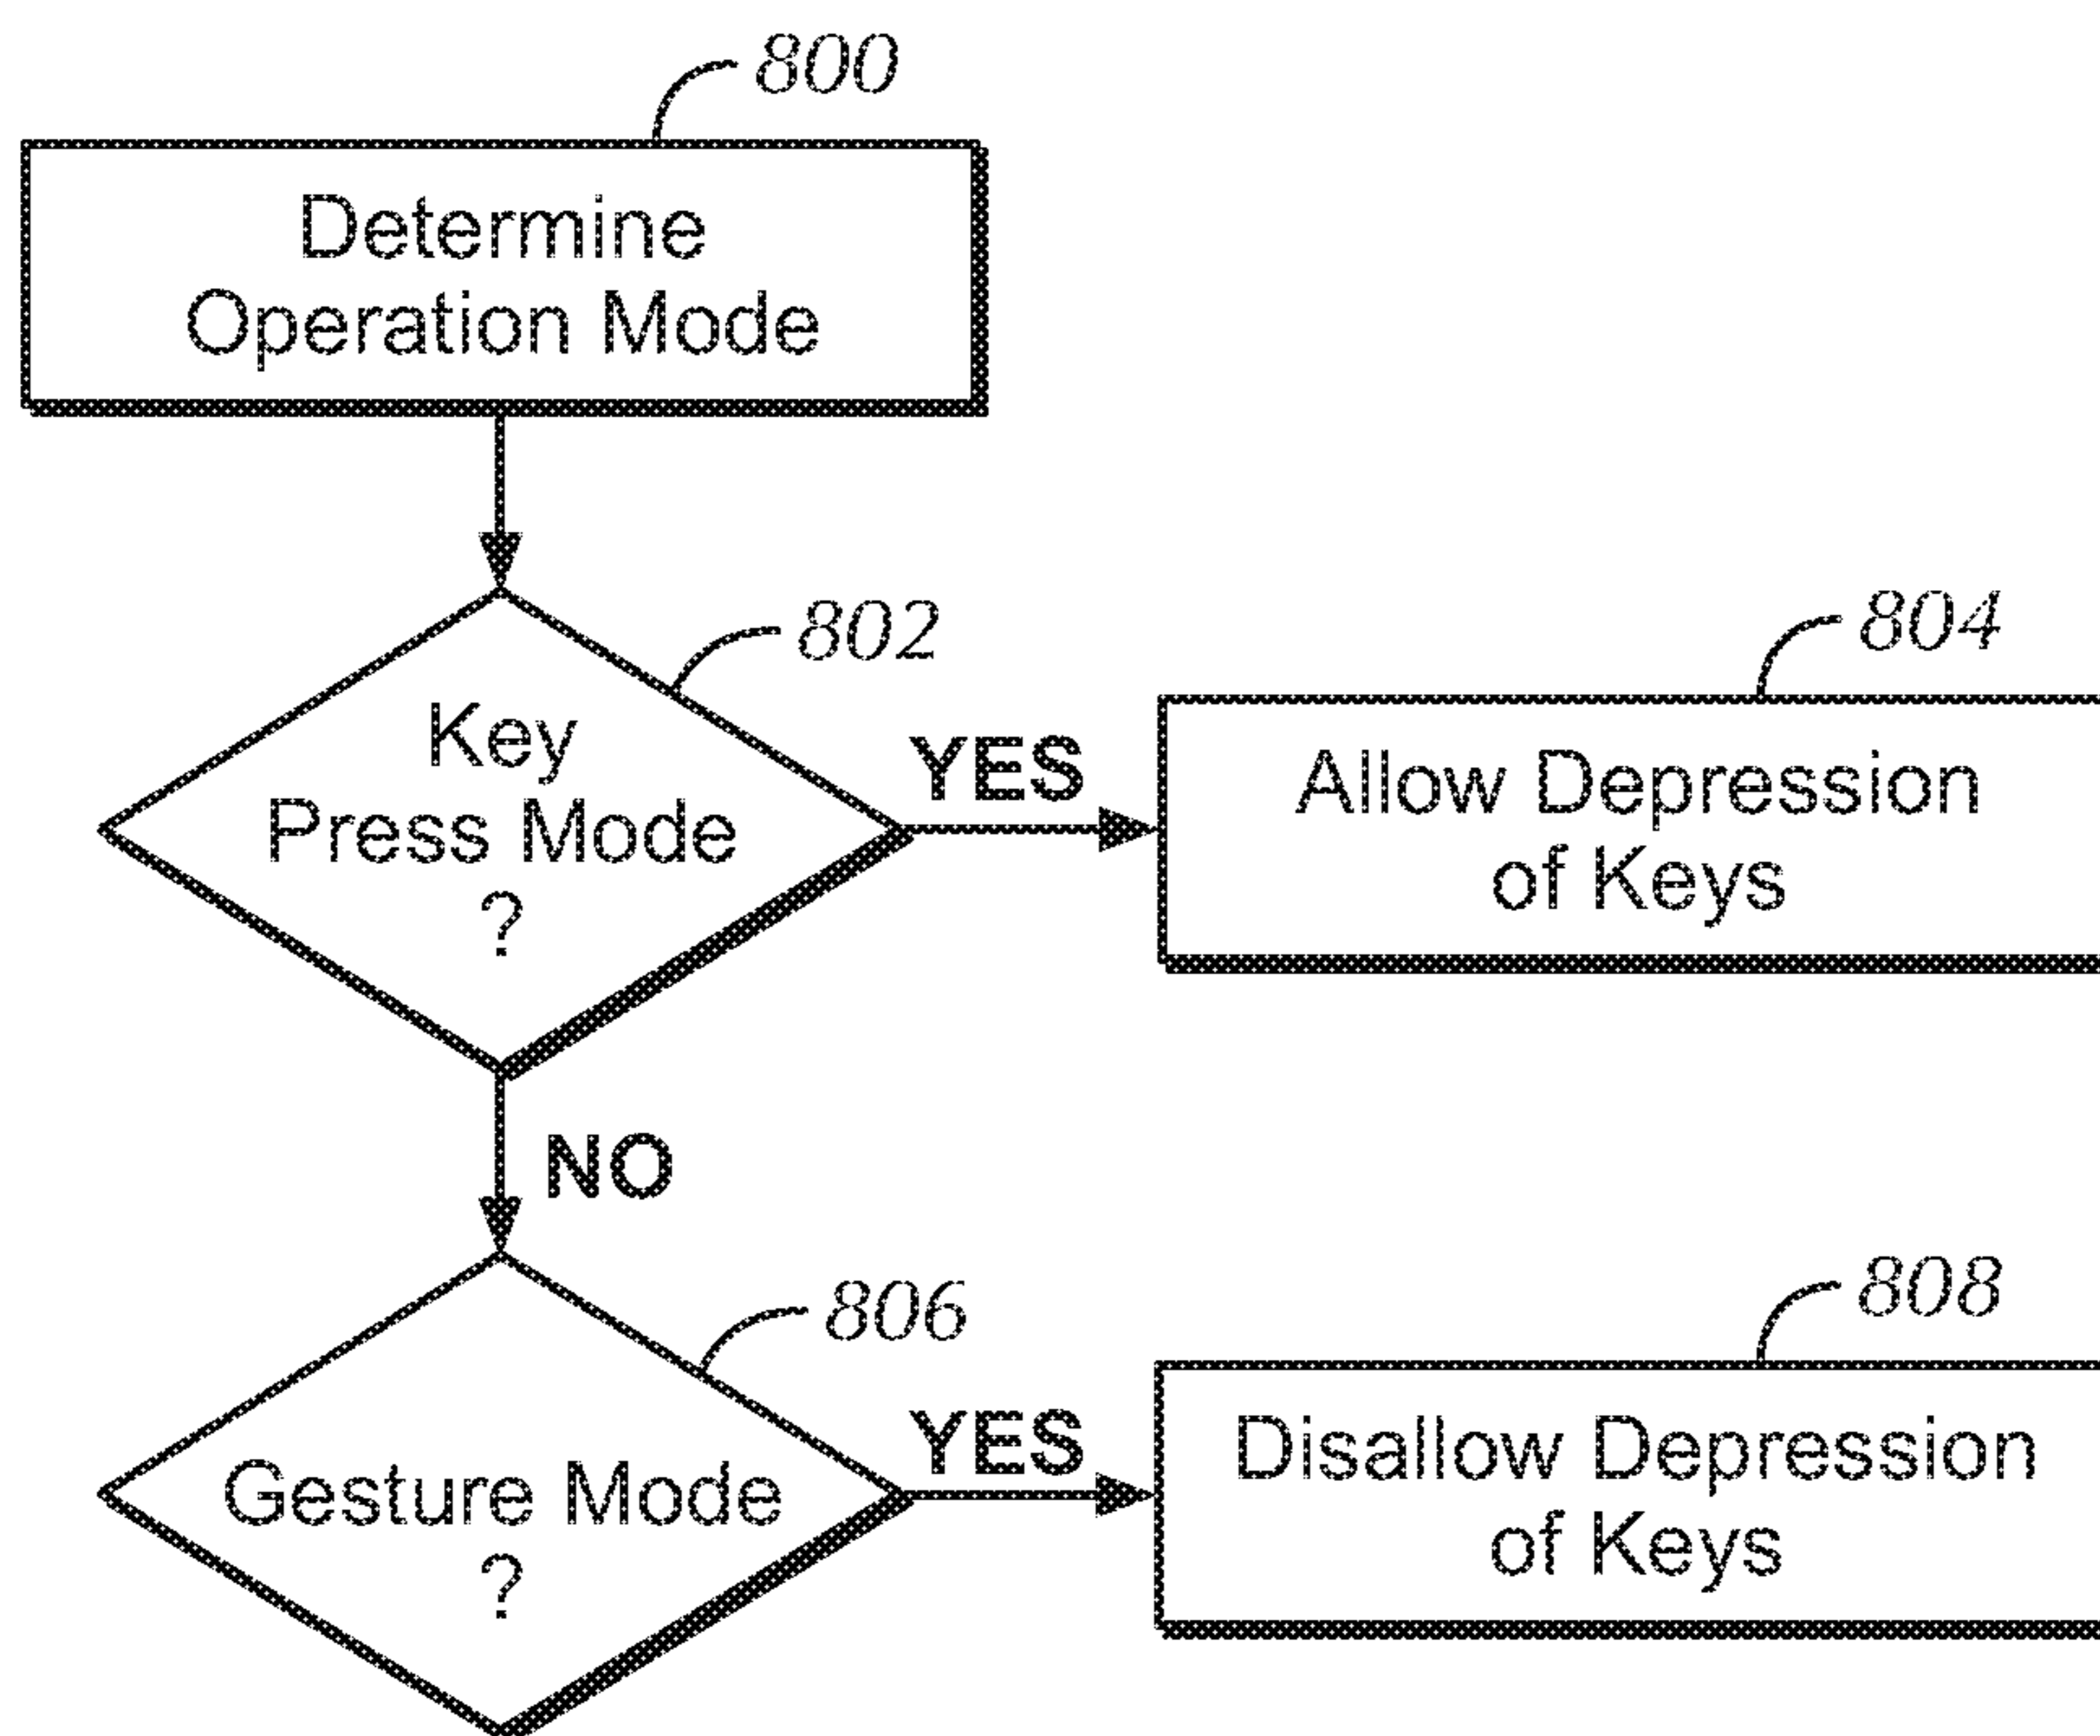 800
Determine
Operation Mode
802
Key
Press Mode
?
YES
804
Allow Depression
of Keys
NO
806
Gesture Mode
?
YES
808
Disallow Depression
of Keys